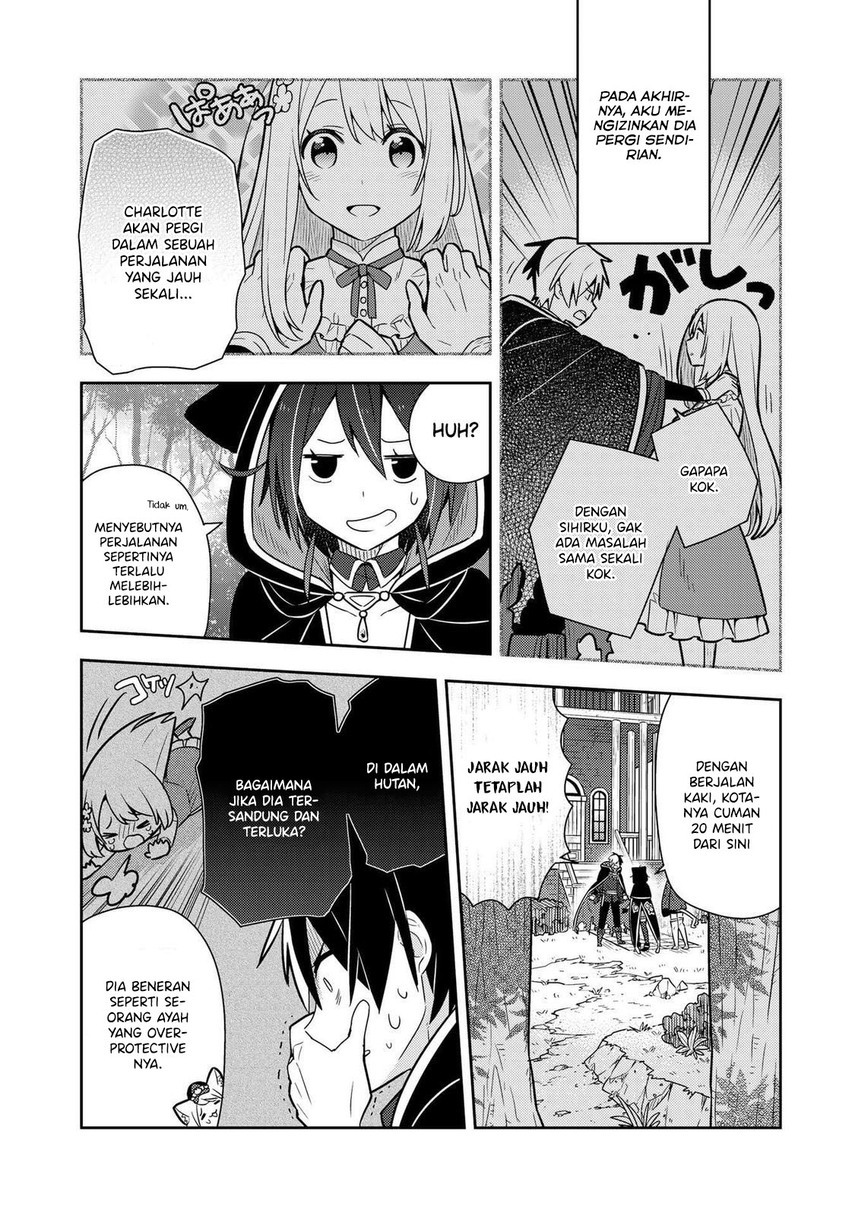 PADA AKHIR-
NYA, AKU ME-
NGIZINKAN DIA
PERGI SENDI-
RIAN.
がしっ
GAPAPA
KOK.
DENGAN
SIHIRKU, GAK
ADA MASALAH
SAMA SEKALI
KOK.
ぱあぁっ
CHARLOTTE
AKAN PERGI
DALAM SEBUAH
PERJALANAN
YANG JAUH
SEKALI...
HUH?
Tidak um,
MENYEBUTNYA
PERJALANAN
SEPERTINYA
TERLALU
MELEBIH-
LEBIHKAN.
DENGAN
BERJALAN
KAKI, KOTA-
NYA CUMAN
20 MENIT
DARI SINI
JARAK JAUH
TETAPLAH
JARAK JAUH!
DI DALAM
HUTAN,
BAGAIMANA
JIKA DIA TER-
SANDUNG DAN
TERLUKA?
コケッ
DIA BENERAN
SEPERTI SE-
ORANG AYAH
YANG OVER-
PROTECTIVE
NYA.